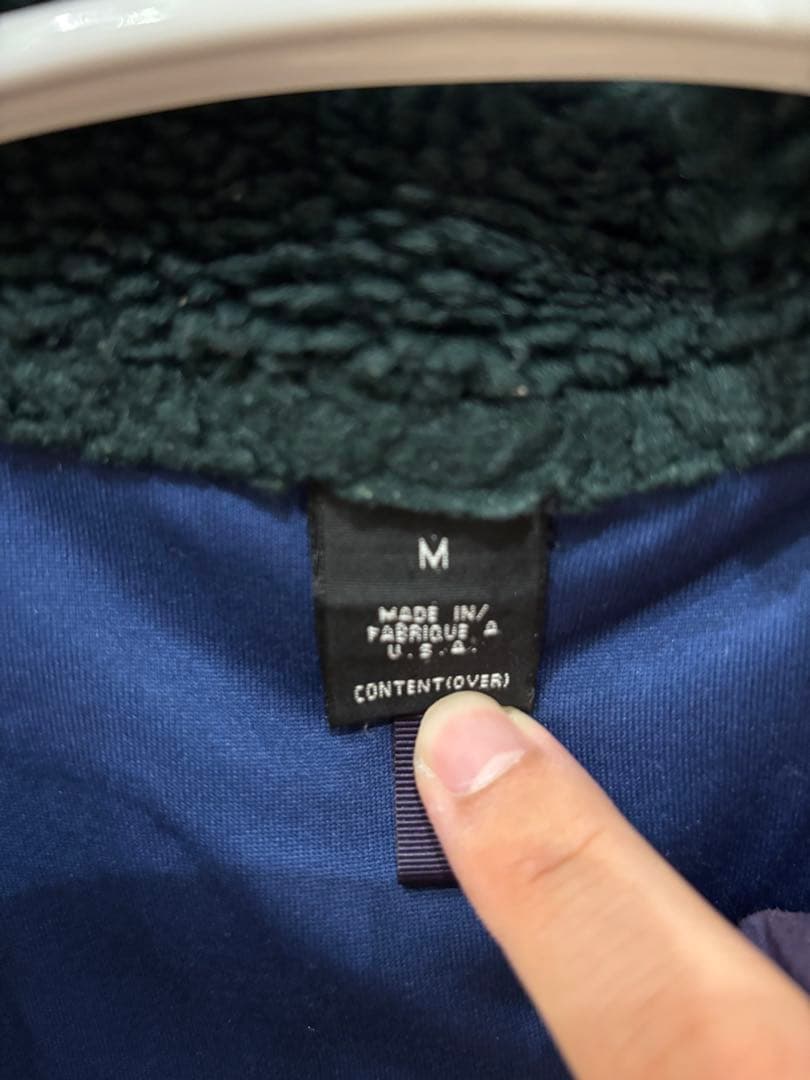 M
MADE IN/
FABRIQUE A
U.S.A.
CONTENT(OVER)